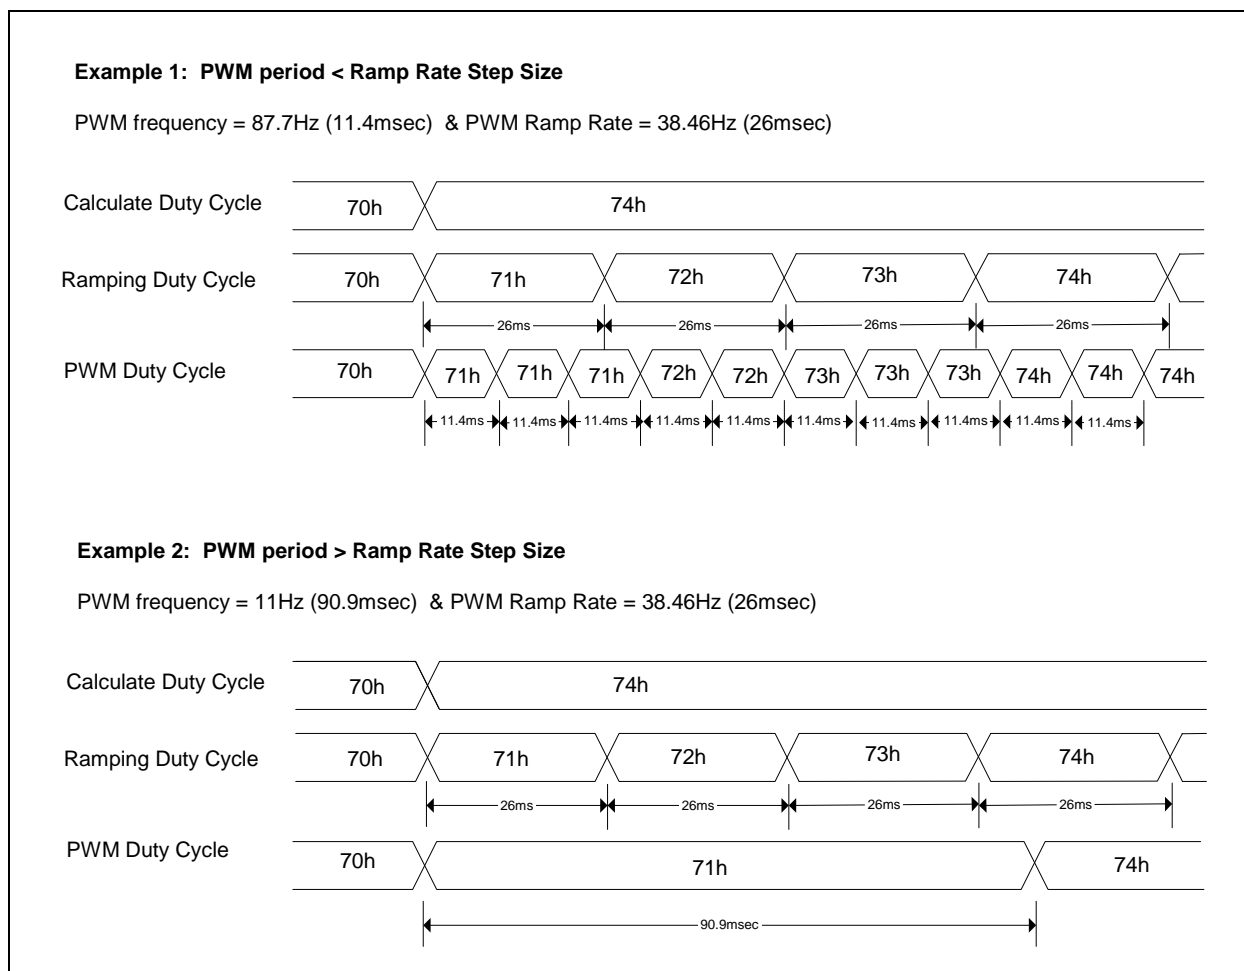 Example 1: PWM period < Ramp Rate Step Size
PWM frequency = 87.7Hz (11.4msec) & PWM Ramp Rate = 38.46Hz (26msec)
Calculate Duty Cycle 70h 74h
Ramping Duty Cycle 70h 71h 72h 73h 74h
26ms 26ms 26ms 26ms
PWM Duty Cycle 70h 71h 71h 71h 72h 72h 73h 73h 73h 74h 74h 74h
11.4ms 11.4ms 11.4ms 11.4ms 11.4ms 11.4ms 11.4ms 11.4ms 11.4ms 11.4ms
Example 2: PWM period > Ramp Rate Step Size
PWM frequency = 11Hz (90.9msec) & PWM Ramp Rate = 38.46Hz (26msec)
Calculate Duty Cycle 70h 74h
Ramping Duty Cycle 70h 71h 72h 73h 74h
26ms 26ms 26ms 26ms
PWM Duty Cycle 70h 71h 74h
90.9msec